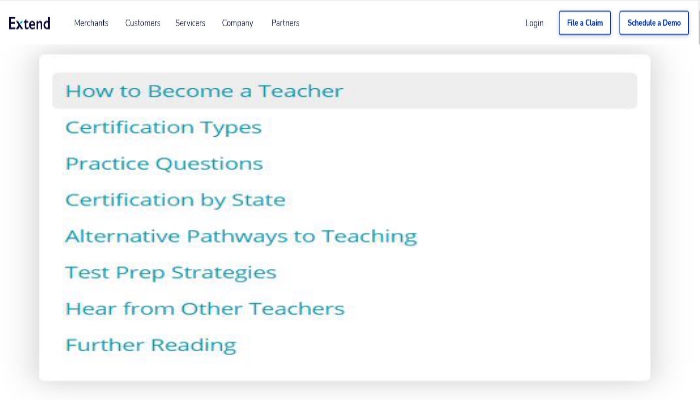 Extend Merchants Customers Servicers Company Partners Login File a Claim Schedule a Demo
How to Become a Teacher
Certification Types
Practice Questions
Certification by State
Alternative Pathways to Teaching
Test Prep Strategies
Hear from Other Teachers
Further Reading